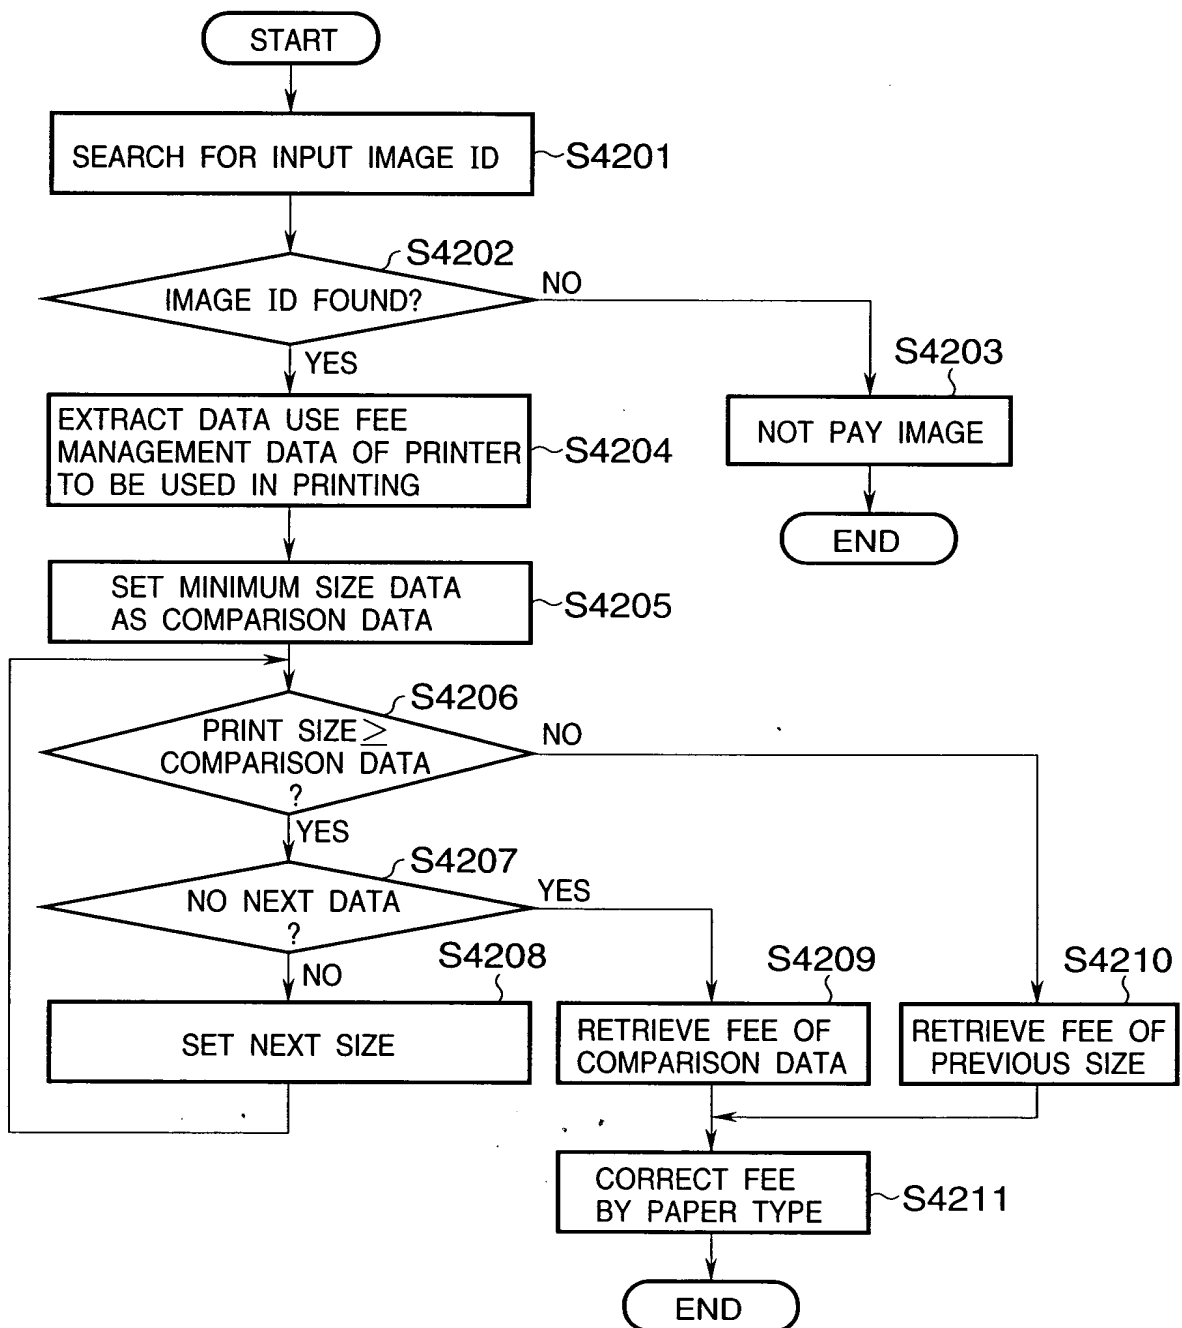 START
SEARCH FOR INPUT IMAGE ID
S4201
S4202
IMAGE ID FOUND?
NO
YES
S4203
NOT PAY IMAGE
END
EXTRACT DATA USE FEE
MANAGEMENT DATA OF PRINTER
TO BE USED IN PRINTING
S4204
SET MINIMUM SIZE DATA
AS COMPARISON DATA
S4205
S4206
PRINT SIZE ≥
COMPARISON DATA
?
NO
YES
S4207
NO NEXT DATA
?
YES
NO
S4208
SET NEXT SIZE
S4209
RETRIEVE FEE OF
COMPARISON DATA
S4210
RETRIEVE FEE OF
PREVIOUS SIZE
CORRECT FEE
BY PAPER TYPE
S4211
END